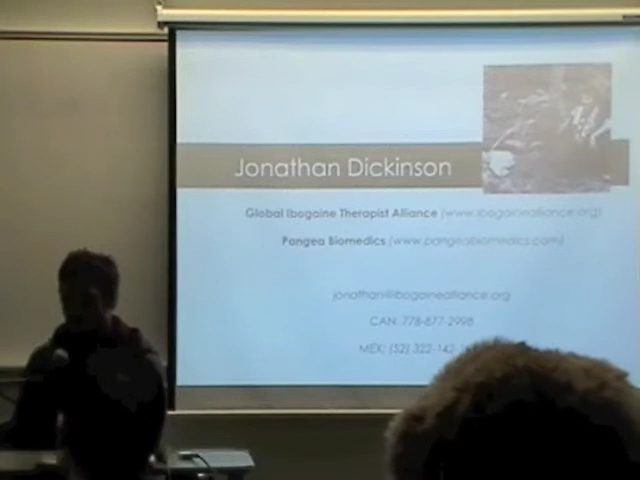 Jonathan Dickinson
Global Ibogaine Therapist Alliance (www.ibogainealliance.org)
Pangea Biomedics (www.pangeabiomedics.com)
jonathan@ibogainealliance.org
CAN: 778-877-2998
MEX: (52) 322-142-